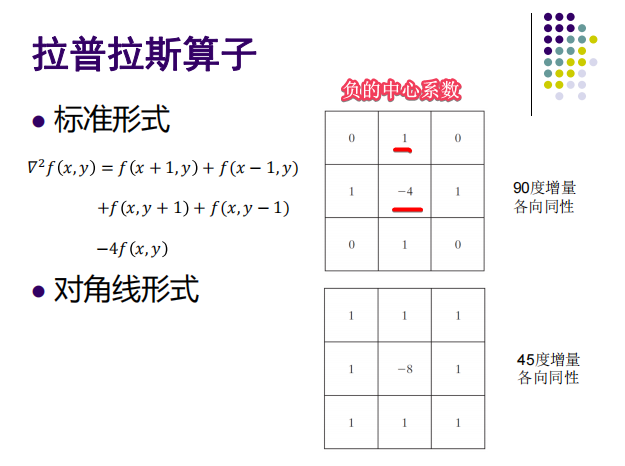 拉普拉斯算子
● 标准形式
∇²f(x,y) = f(x + 1,y) + f(x − 1,y)
+f(x,y + 1) + f(x,y − 1)
−4f(x,y)
● 对角线形式
负的中心系数
0 1 0
1 −4 1
0 1 0
90度增量
各向同性
1 1 1
1 −8 1
1 1 1
45度增量
各向同性